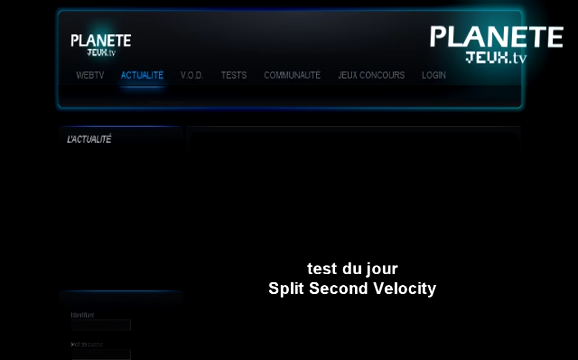 PLANETE
JEUX.tv
PLANETE
JEUX.tv
WEBTV ACTUALITÉ V.O.D. TESTS COMMUNAUTÉ JEUX CONCOURS LOGIN
L'ACTUALITÉ
test du jour
Split Second Velocity